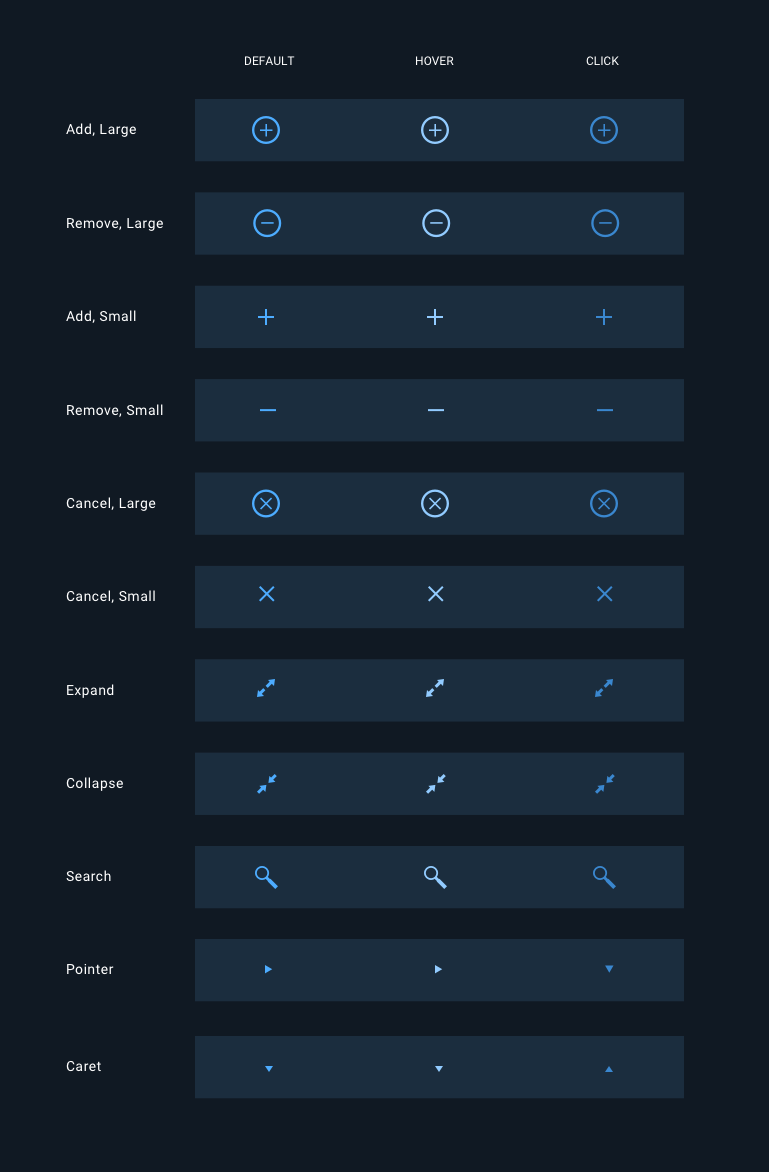 DEFAULT HOVER CLICK
Add, Large
Remove, Large
Add, Small
Remove, Small
Cancel, Large
Cancel, Small
Expand
Collapse
Search
Pointer
Caret